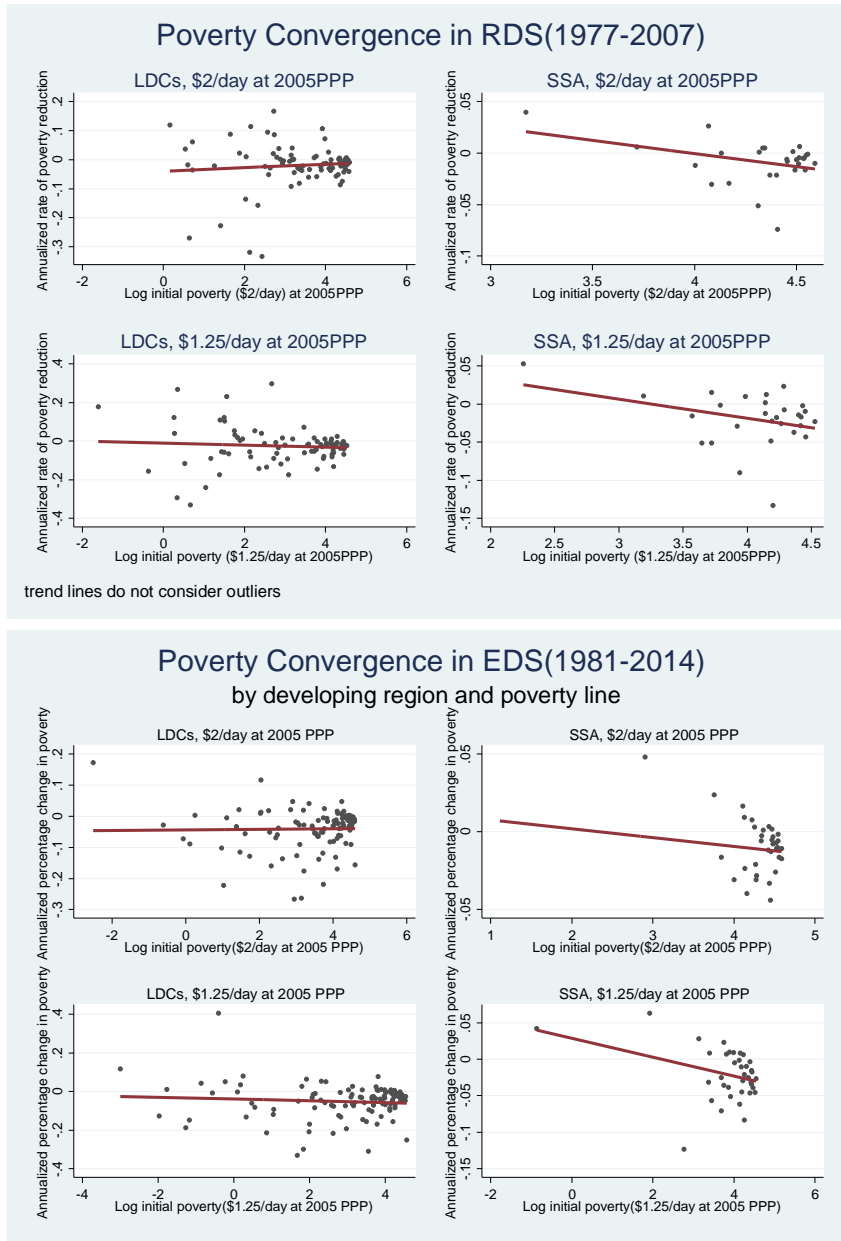 Poverty Convergence in RDS(1977-2007)
LDCs, $2/day at 2005PPP
Annualized rate of poverty reduction
.2
.1
0
-.1
-.2
-.3
0
2
4
6
Log initial poverty ($2/day) at 2005PPP
SSA, $2/day at 2005PPP
Annualized rate of poverty reduction
.05
0
-.05
-.1
3
3.5
4
4.5
Log initial poverty ($2/day at 2005PPP)
LDCs, $1.25/day at 2005PPP
Annualized rate of poverty reduction
.4
.2
0
-.2
-.4
-2
0
2
4
6
Log initial poverty ($1.25/day at 2005PPP)
SSA, $1.25/day at 2005PPP
Annualized rate of poverty reduction
.05
0
-.05
-.1
-.15
2
2.5
3
3.5
4
4.5
Log initial poverty ($1.25/day at 2005PPP)
trend lines do not consider outliers
Poverty Convergence in EDS(1981-2014)
by developing region and poverty line
LDCs, $2/day at 2005 PPP
Annualized percentage change in poverty
.2
.1
0
-.1
-.2
-.3
-2
0
2
4
6
Log initial poverty($2/day at 2005 PPP)
SSA, $2/day at 2005 PPP
Annualized percentage change in poverty
.05
0
-.05
1
2
3
4
5
Log initial poverty($2/day at 2005 PPP)
LDCs, $1.25/day at 2005 PPP
Annualized percentage change in poverty
.4
.2
0
-.2
-.4
-4
-2
0
2
4
Log initial poverty($1.25/day at 2005 PPP)
SSA, $1.25/day at 2005 PPP
Annualized percentage change in poverty
.05
0
-.05
-.1
-.15
-2
0
2
4
6
Log initial poverty($1.25/day at 2005 PPP)